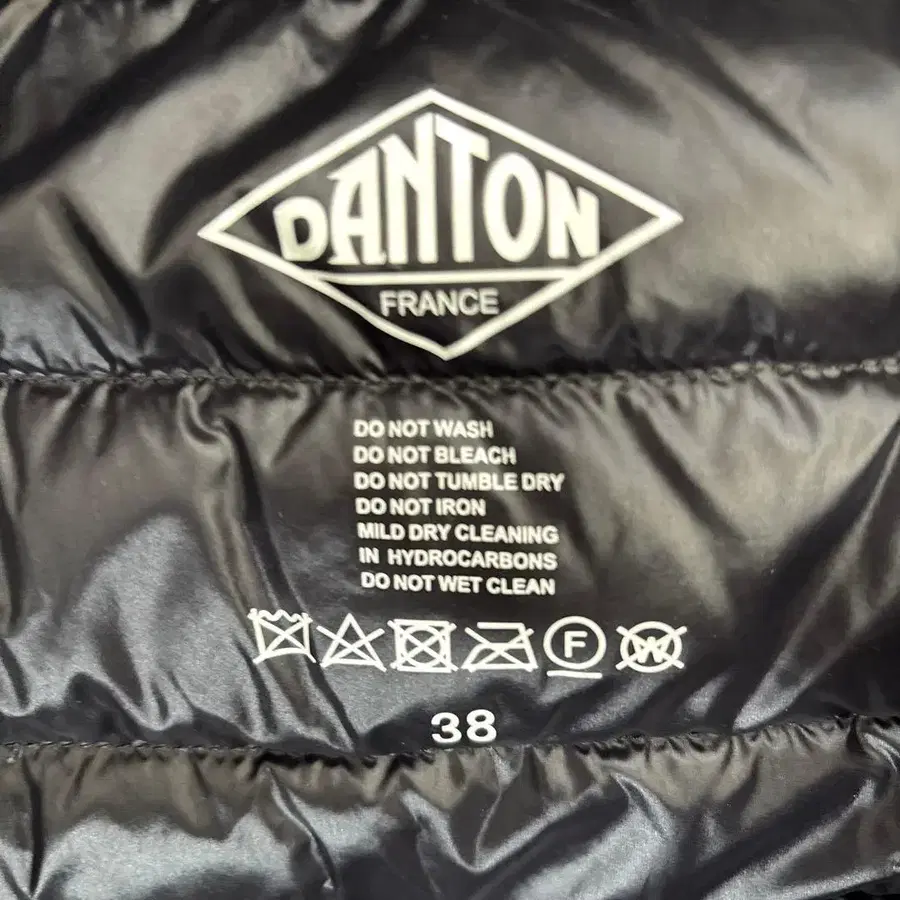 DANTON
FRANCE
DO NOT WASH
DO NOT BLEACH
DO NOT TUMBLE DRY
DO NOT IRON
MILD DRY CLEANING
IN HYDROCARBONS
DO NOT WET CLEAN
F W
38